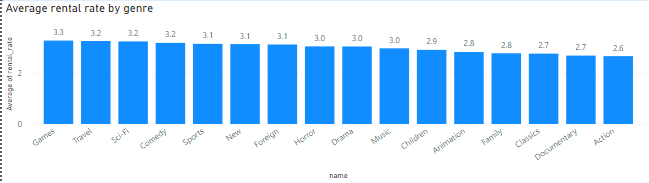 Average rental rate by genre
Average of rental_rate
3.3 3.2 3.2 3.2 3.1 3.1 3.1 3.0 3.0 3.0 2.9 2.8 2.8 2.7 2.7 2.6
2
0
Games Travel Sci-Fi Comedy Sports New Foreign Horror Drama Music Children Animation Family Classics Documentary Action
name